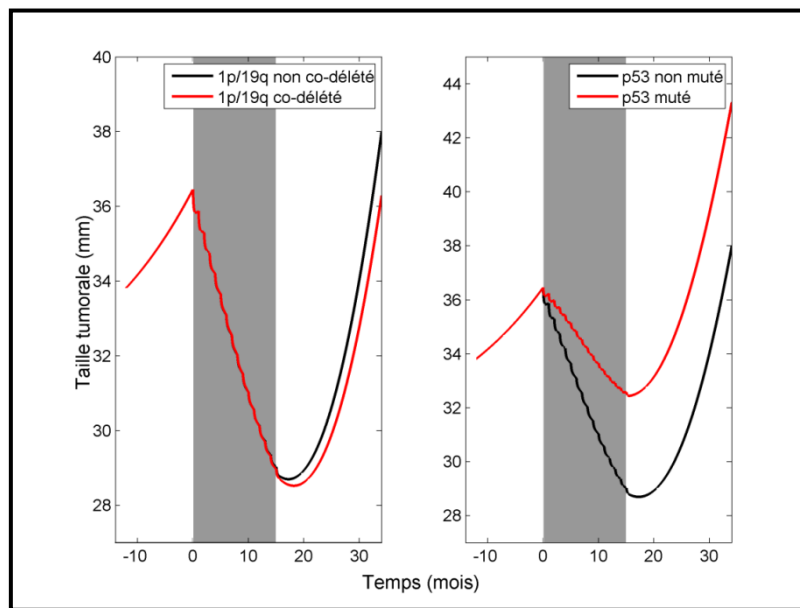 40
38
36
34
32
30
28
1p/19q non co-délété
1p/19q co-délété
-10 0 10 20 30
Taille tumorale (mm)
44
42
40
38
36
34
32
30
28
p53 non muté
p53 muté
-10 0 10 20 30
Temps (mois)